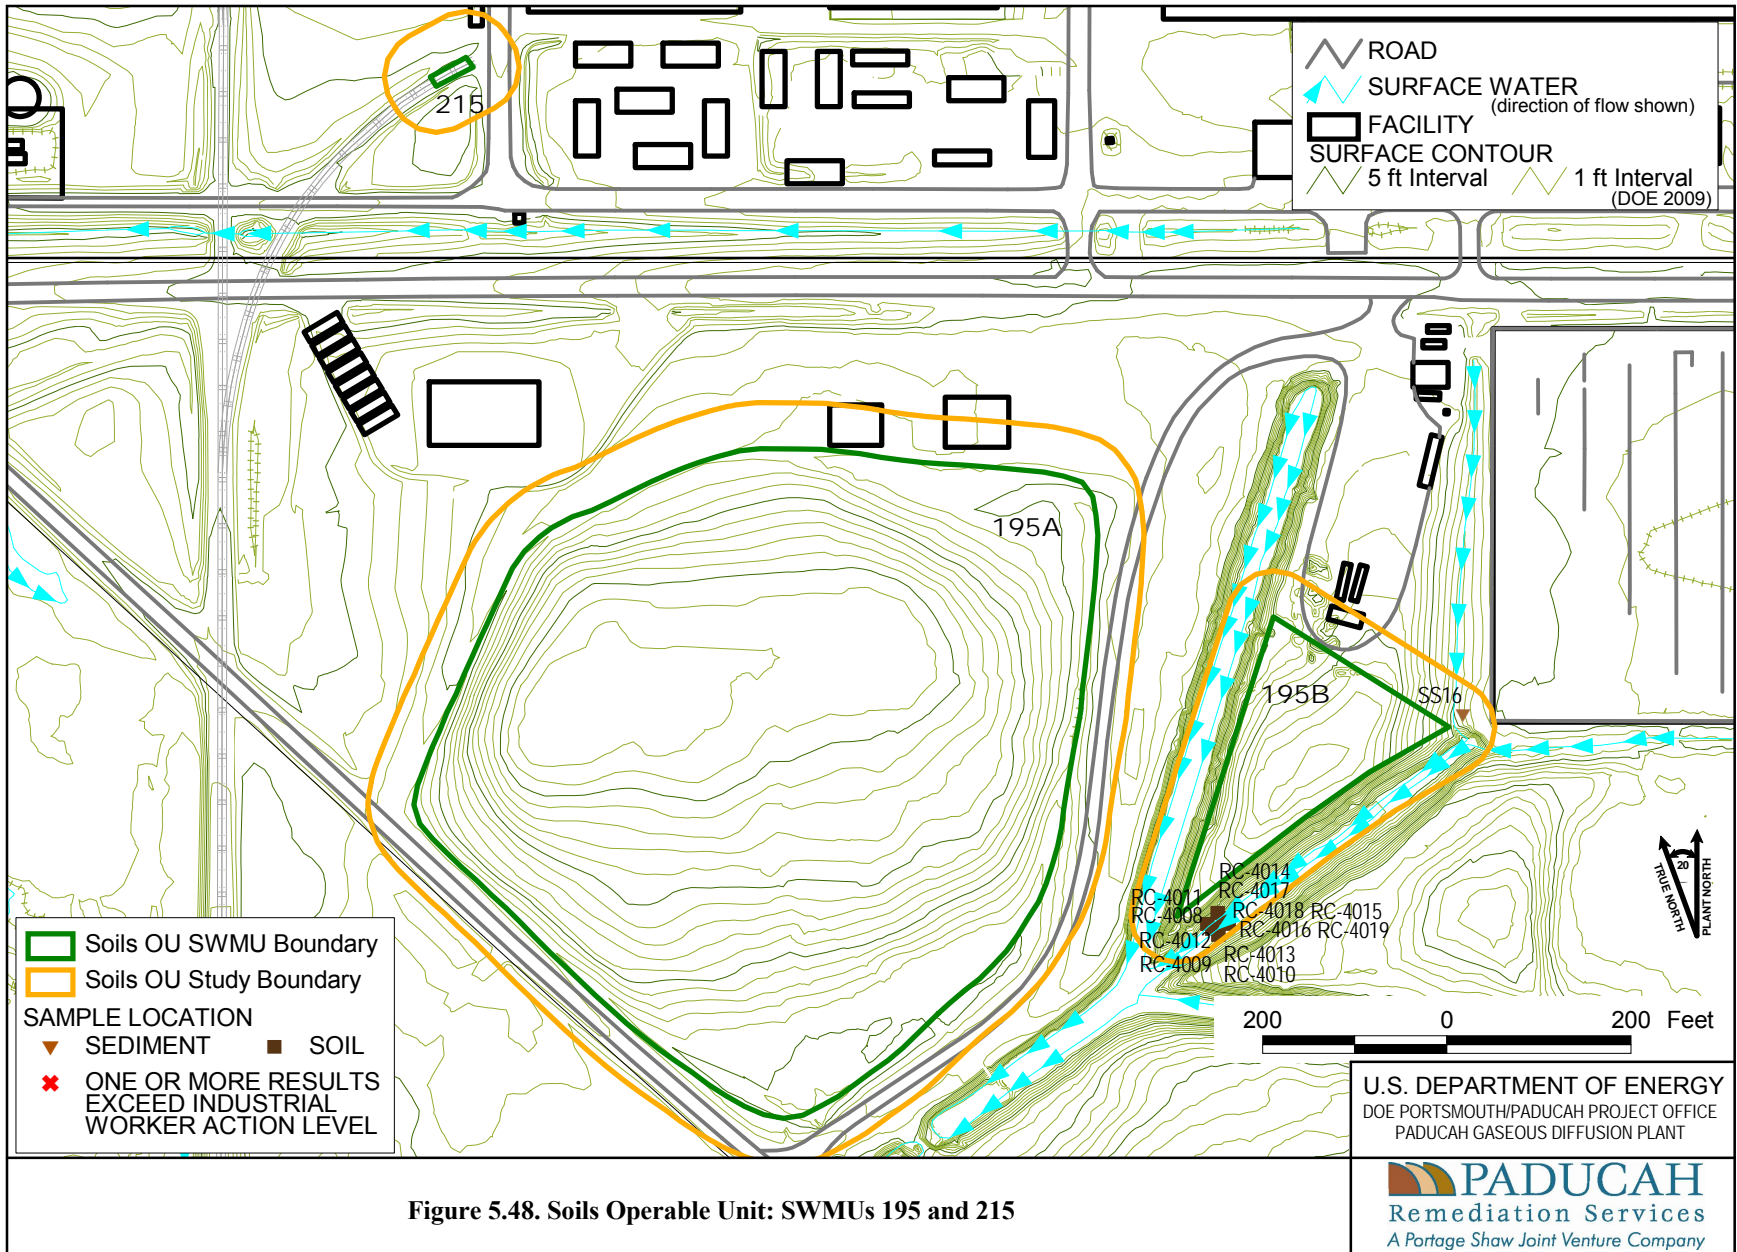 215
ROAD
SURFACE WATER
(direction of flow shown)
FACILITY
SURFACE CONTOUR
5 ft Interval 1 ft Interval
(DOE 2009)
195A
195B
SS16
RC-4014
RC-4011 RC-4017
RC-4008 RC-4018 RC-4015
RC-4012 RC-4016 RC-4019
RC-4009 RC-4013
RC-4010
20
TRUE NORTH
PLANT NORTH
Soils OU SWMU Boundary
Soils OU Study Boundary
SAMPLE LOCATION
SEDIMENT SOIL
ONE OR MORE RESULTS
EXCEED INDUSTRIAL
WORKER ACTION LEVEL
200 0 200 Feet
U.S. DEPARTMENT OF ENERGY
DOE PORTSMOUTH/PADUCAH PROJECT OFFICE
PADUCAH GASEOUS DIFFUSION PLANT
PADUCAH
Remediation Services
A Portage Shaw Joint Venture Company
Figure 5.48. Soils Operable Unit: SWMUs 195 and 215